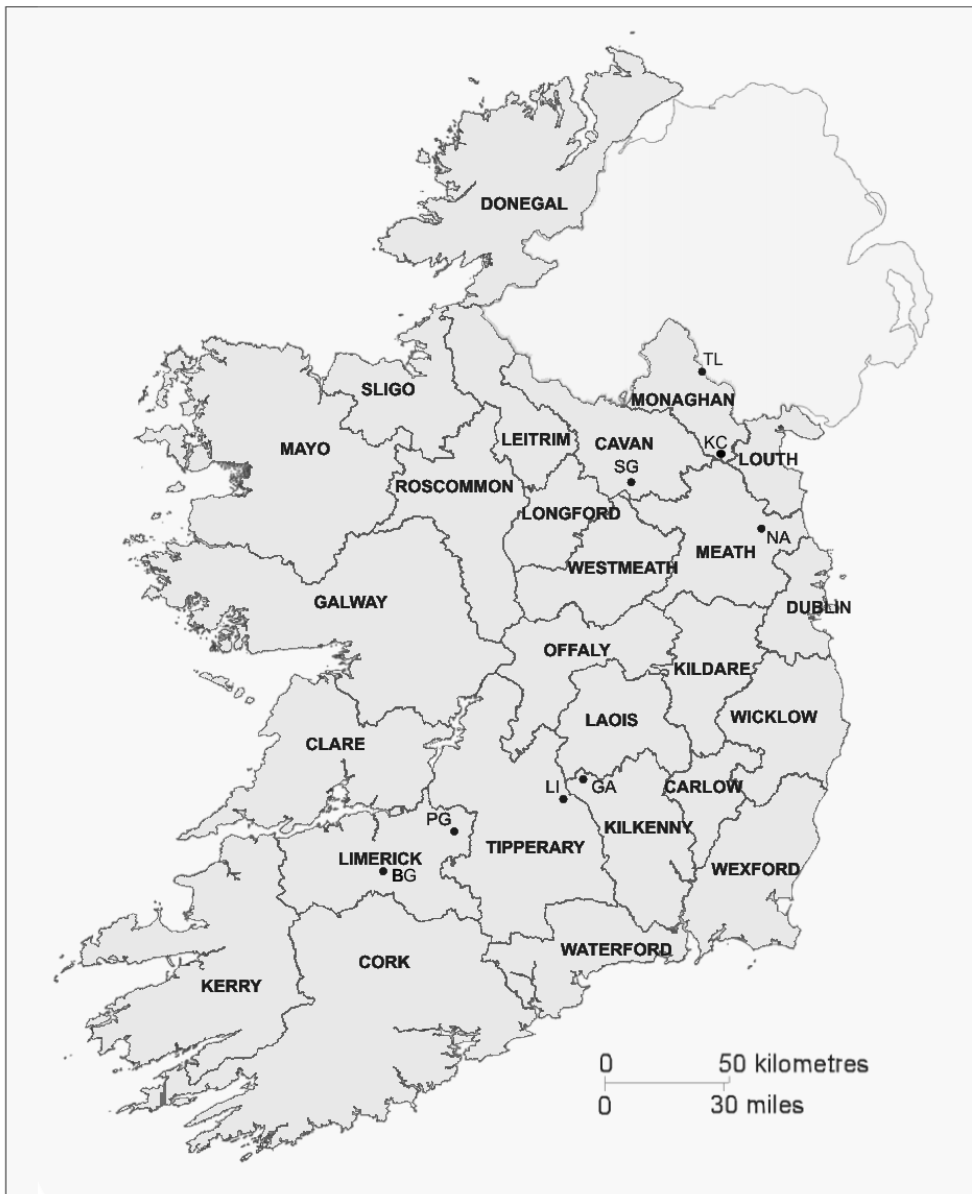 DONEGAL
TL
SLIGO
MONAGHAN
MAYO
LEITRIM
CAVAN
KC
LOUTH
SG
ROSCOMMON
LONGFORD
NA
MEATH
WESTMEATH
GALWAY
DUBLIN
OFFALY
KILDARE
LAOIS
WICKLOW
CLARE
LI
GA
CARLOW
PG
KILKENNY
TIPPERARY
LIMERICK
BG
WEXFORD
WATERFORD
CORK
KERRY
0 50 kilometres
0 30 miles